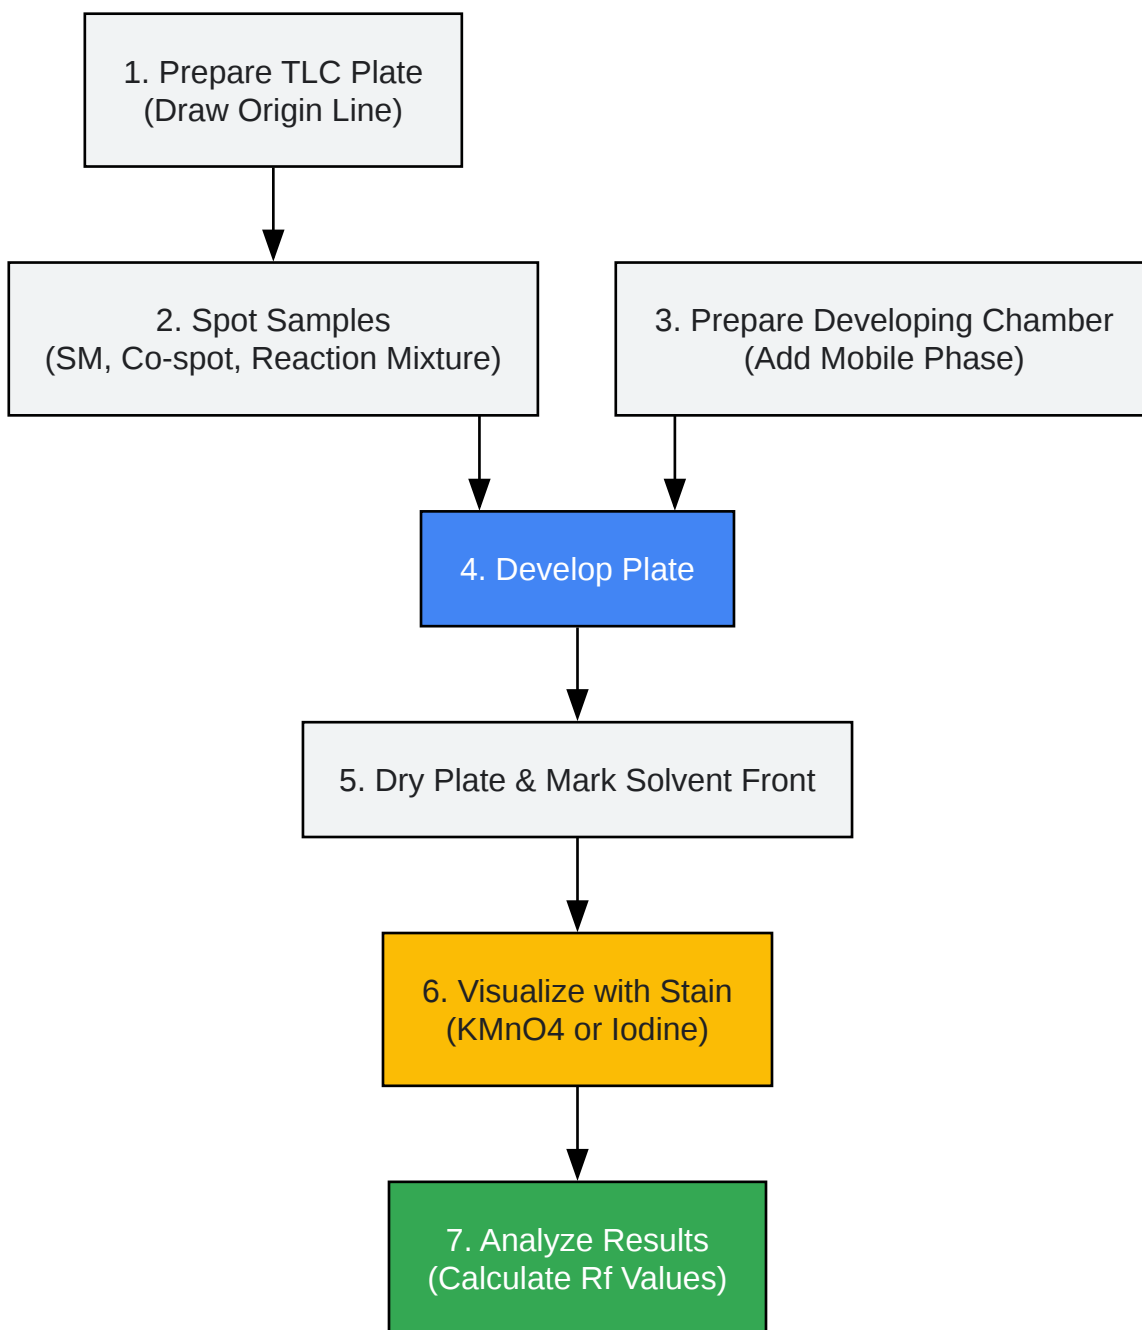 1. Prepare TLC Plate
(Draw Origin Line)
2. Spot Samples
(SM, Co-spot, Reaction Mixture)
3. Prepare Developing Chamber
(Add Mobile Phase)
4. Develop Plate
5. Dry Plate & Mark Solvent Front
6. Visualize with Stain
(KMnO4 or Iodine)
7. Analyze Results
(Calculate Rf Values)